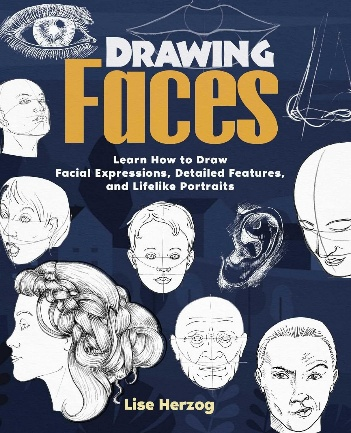 DRAWING
Faces
Learn How to Draw
Facial Expressions, Detailed Features,
and Lifelike Portraits
Lise Herzog